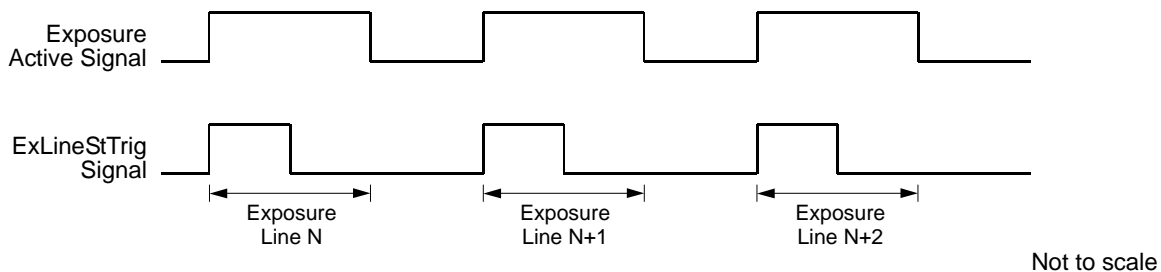 Exposure
Active Signal
ExLineStTrig
Signal
Exposure
Line N
Exposure
Line N+1
Exposure
Line N+2
Not to scale